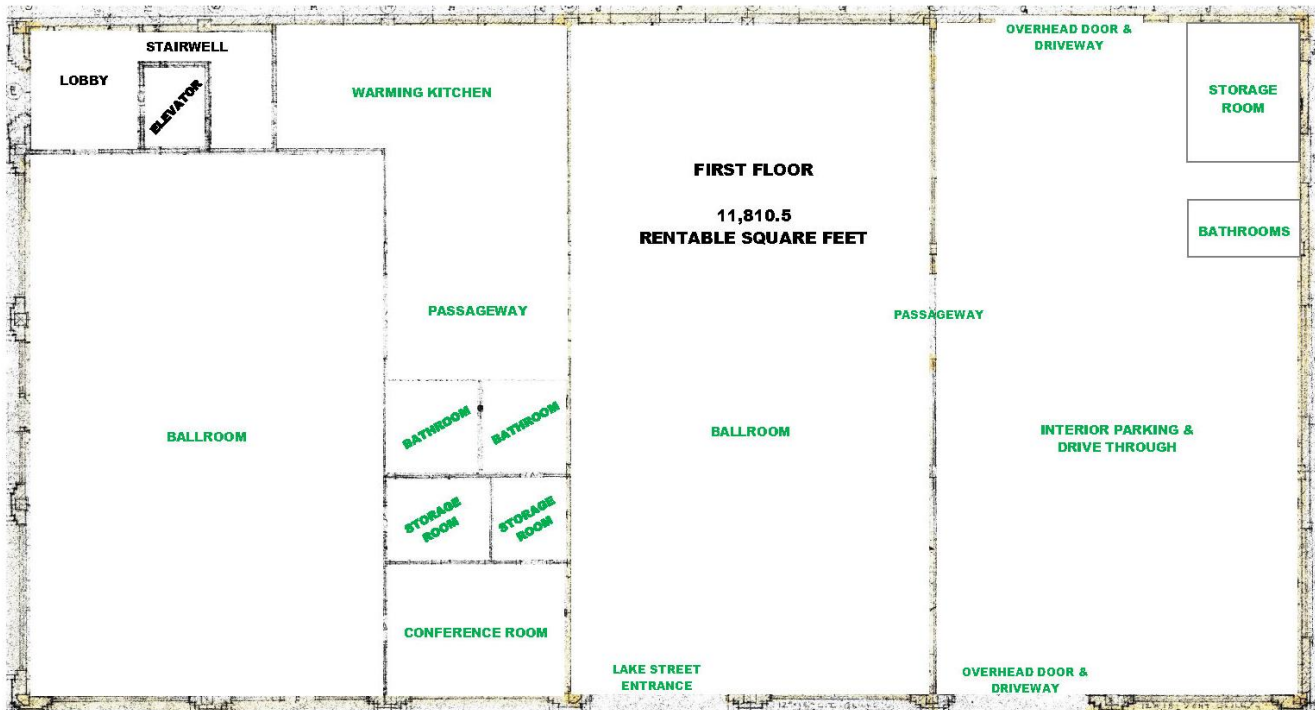 STAIRWELL
LOBBY
ELEVATOR
WARMING KITCHEN
OVERHEAD DOOR &
DRIVEWAY
STORAGE
ROOM
FIRST FLOOR
11,810.5
RENTABLE SQUARE FEET
BATHROOMS
PASSAGEWAY
PASSAGEWAY
BALLROOM
BATHROOM
BATHROOM
BALLROOM
INTERIOR PARKING &
DRIVE THROUGH
STORAGE
ROOM
STORAGE
ROOM
CONFERENCE ROOM
LAKE STREET
ENTRANCE
OVERHEAD DOOR &
DRIVEWAY